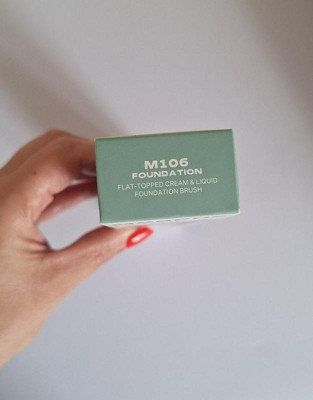 M106
FOUNDATION
FLAT-TOPPED CREAM & LIQUID
FOUNDATION BRUSH